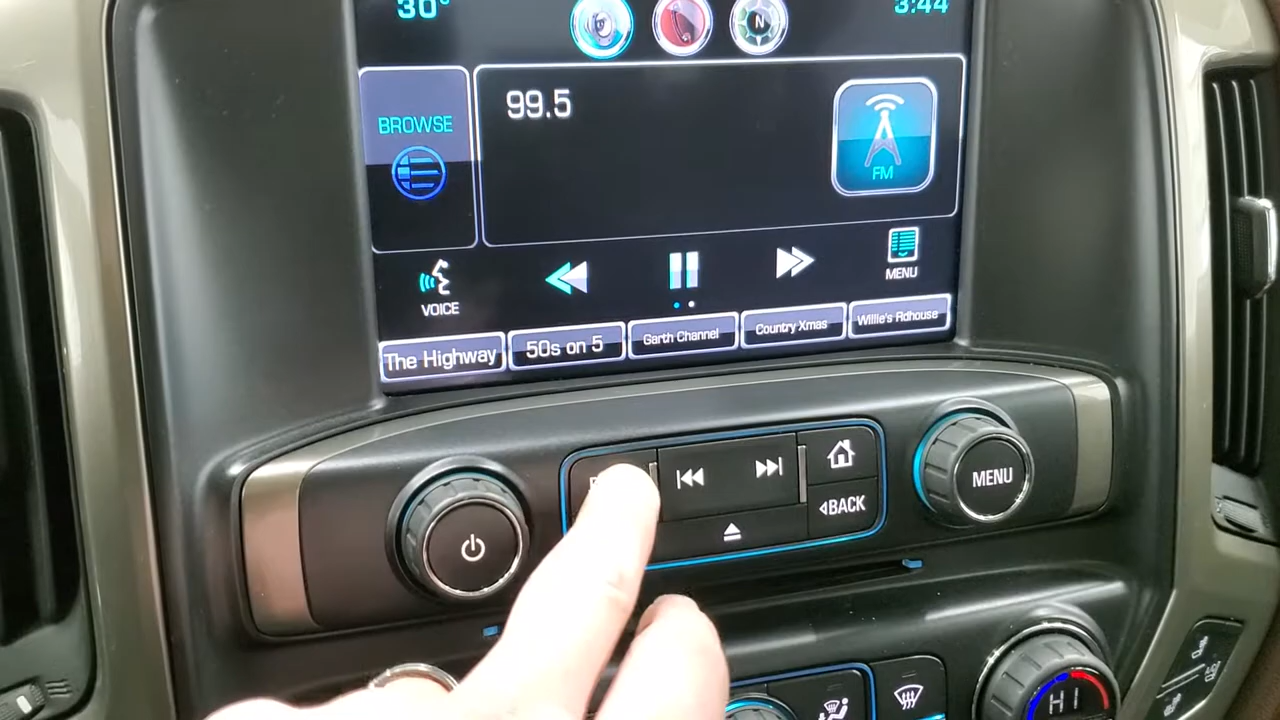 30°
N
3:44
BROWSE
99.5
FM
VOICE
MENU
The Highway
50s on 5
Garth Channel
Country Xmas
Willie's Rdhouse
BACK
MENU
HI